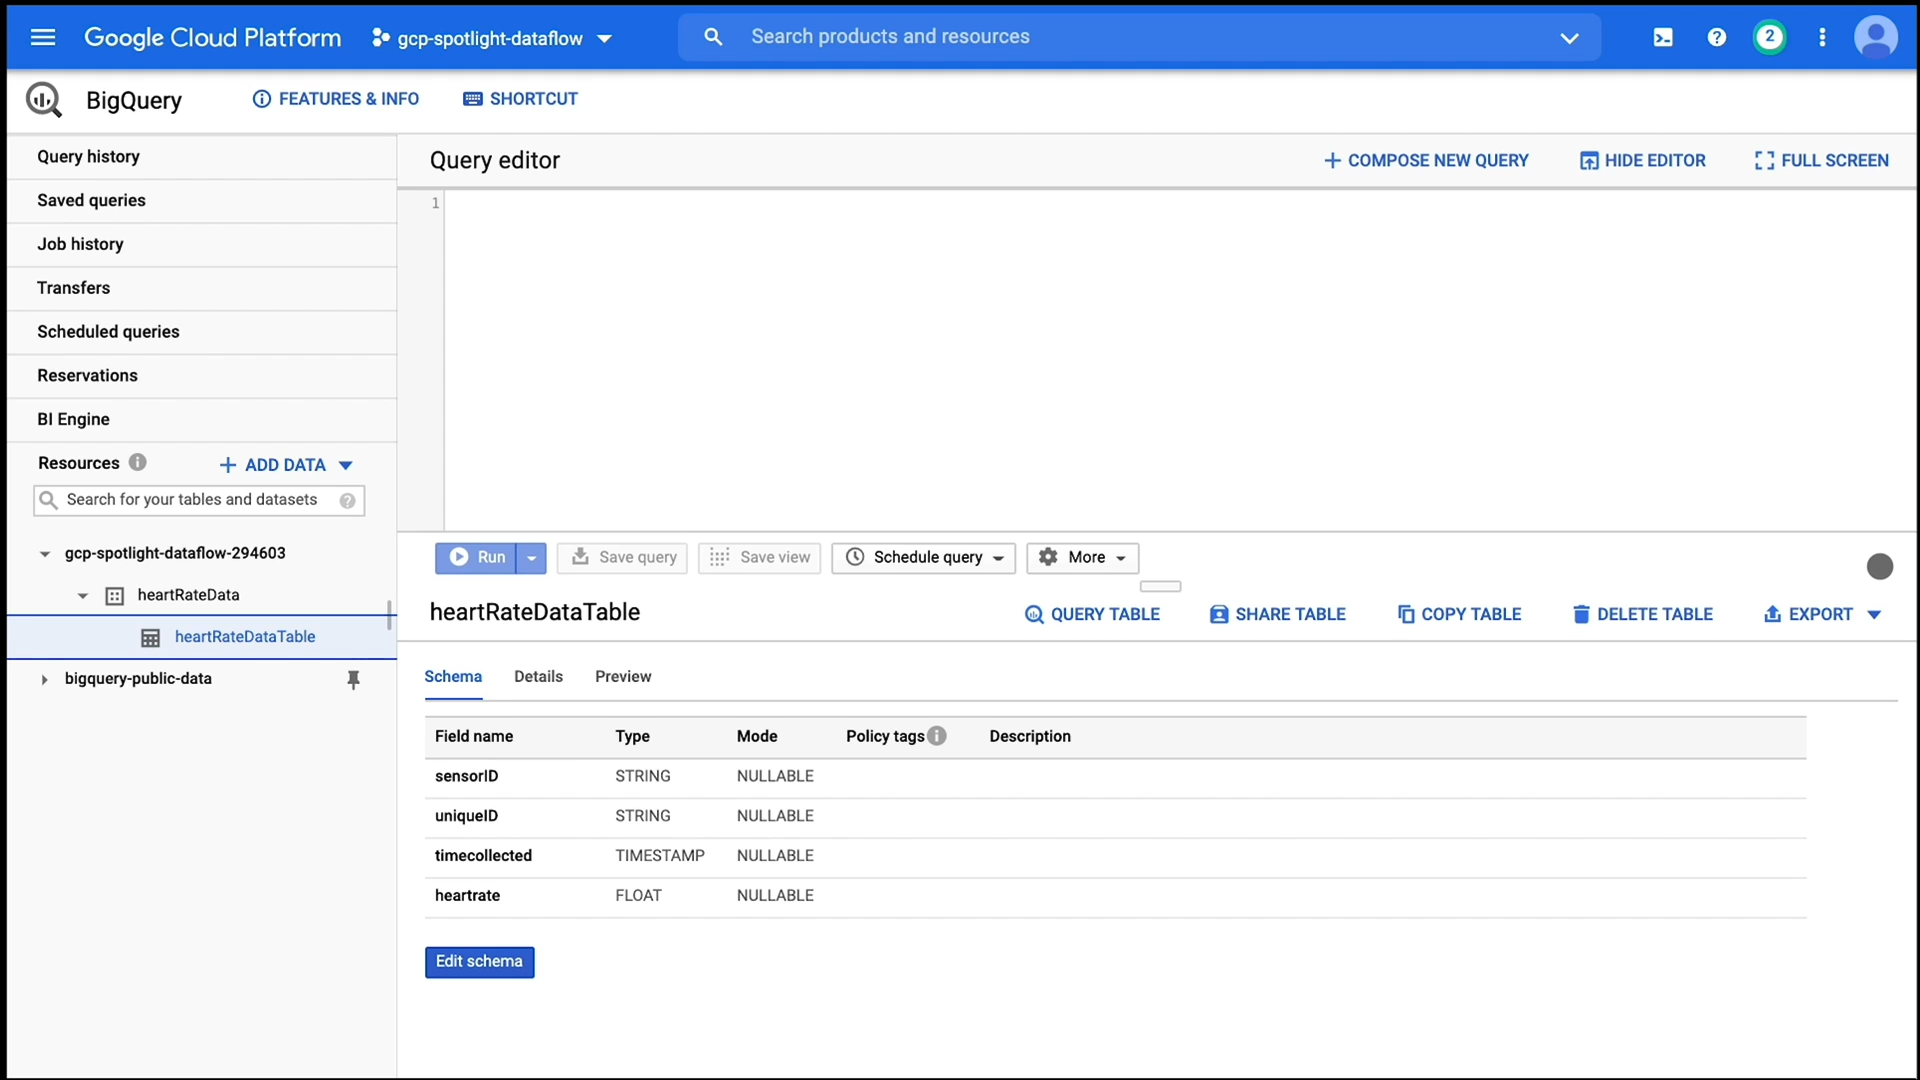 Google Cloud Platform gcp-spotlight-dataflow Search products and resources 2
BigQuery FEATURES & INFO SHORTCUT
Query history
Saved queries
Job history
Transfers
Scheduled queries
Reservations
BI Engine
Resources ADD DATA
Search for your tables and datasets
gcp-spotlight-dataflow-294603
heartRateData
heartRateDataTable
bigquery-public-data
Query editor COMPOSE NEW QUERY HIDE EDITOR FULL SCREEN
1
Run Save query Save view Schedule query More
heartRateDataTable QUERY TABLE SHARE TABLE COPY TABLE DELETE TABLE EXPORT
Schema Details Preview
Field name Type Mode Policy tags Description
sensorID STRING NULLABLE
uniqueID STRING NULLABLE
timecollected TIMESTAMP NULLABLE
heartrate FLOAT NULLABLE
Edit schema